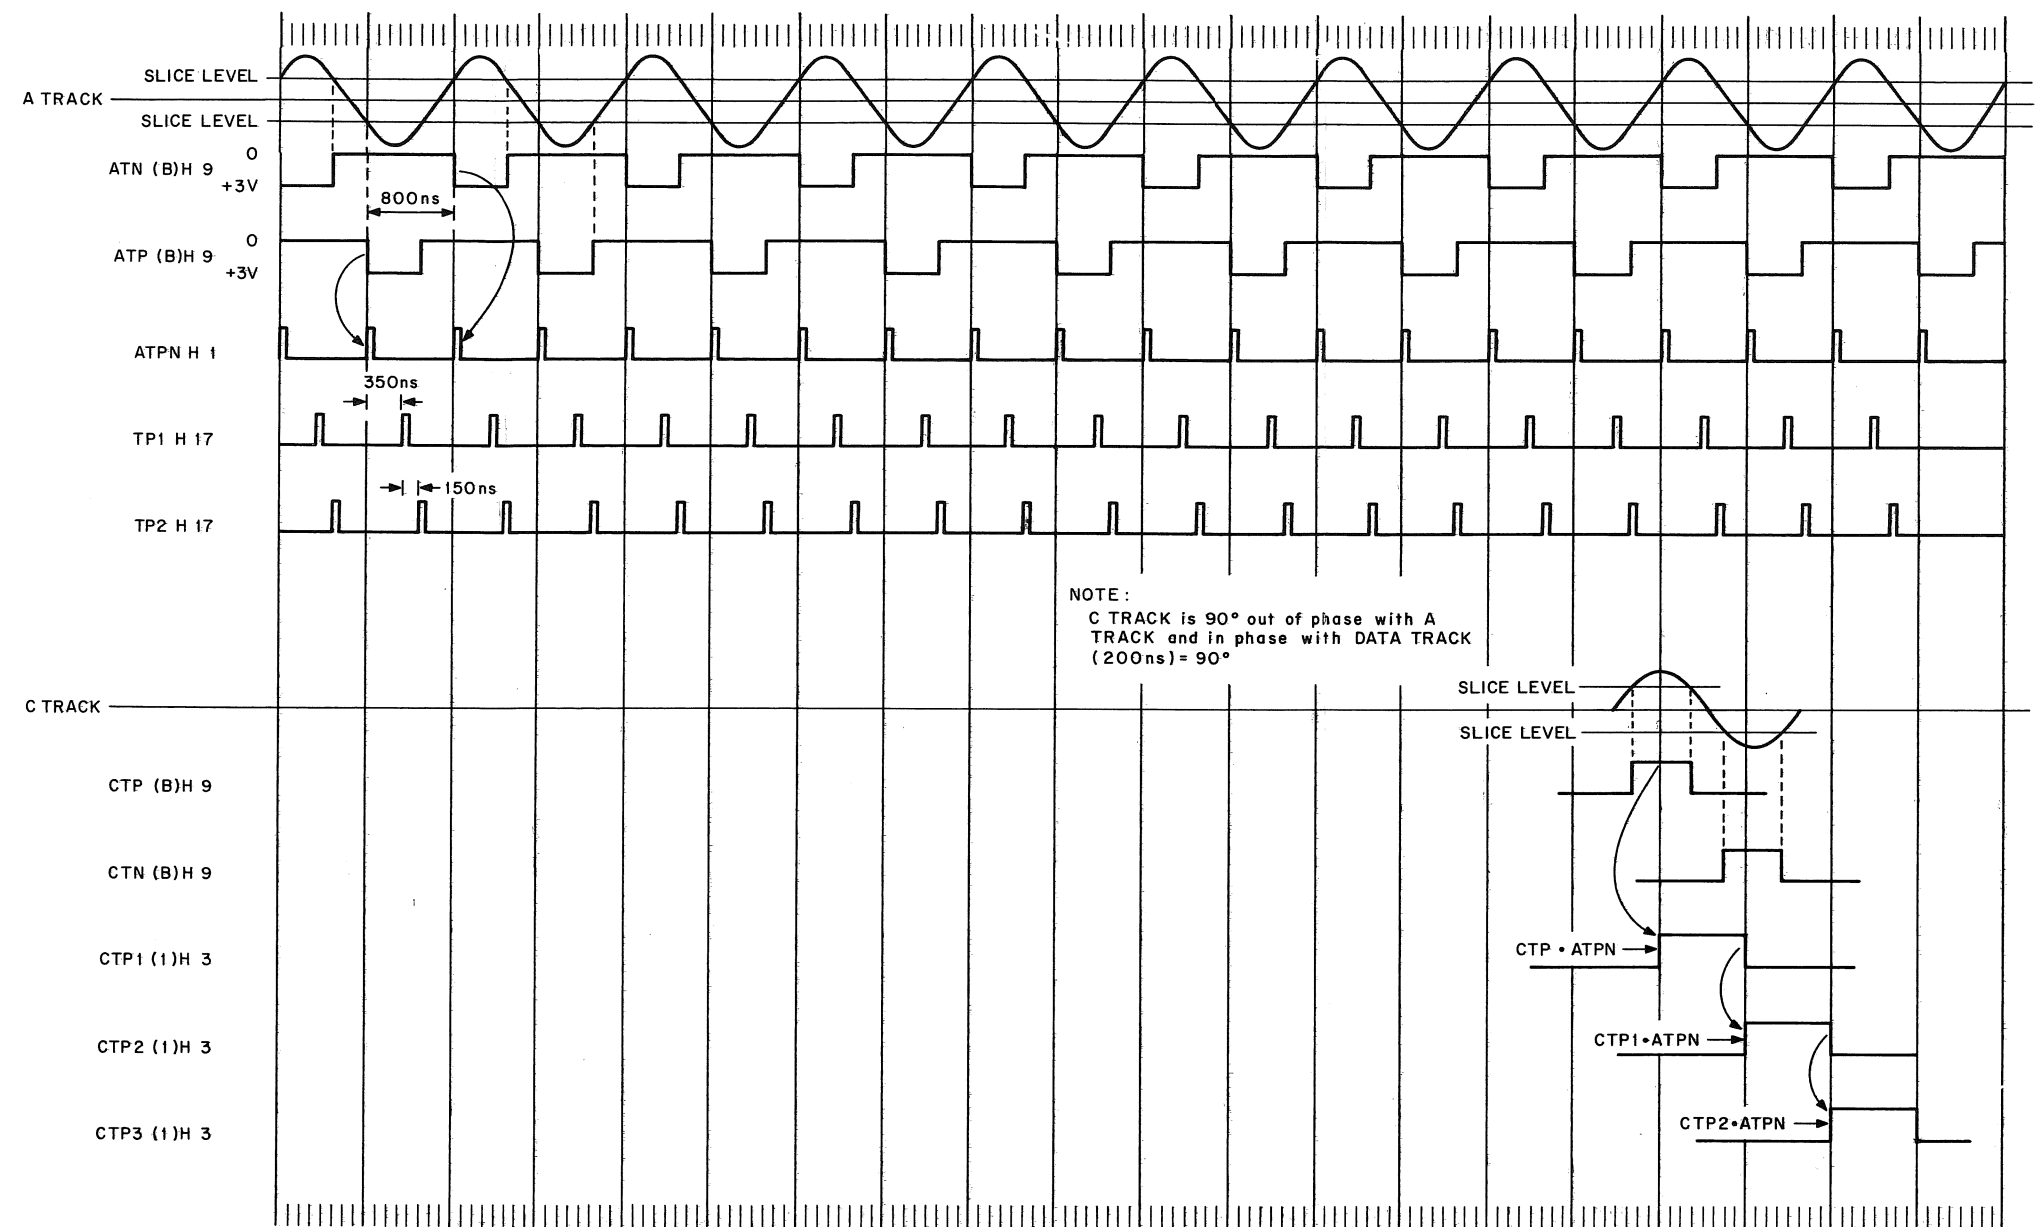 SLICE LEVEL
A TRACK
SLICE LEVEL
0
ATN (B)H 9
+3V
800ns
0
ATP (B)H 9
+3V
ATPN H 1
350ns
TP1 H 17
150ns
TP2 H 17
NOTE:
C TRACK is 90° out of phase with A
TRACK and in phase with DATA TRACK
(200ns) = 90°
SLICE LEVEL
C TRACK
SLICE LEVEL
CTP (B)H 9
CTN (B)H 9
CTP • ATPN
CTP1 (1)H 3
CTP1•ATPN
CTP2 (1)H 3
CTP2•ATPN
CTP3 (1)H 3